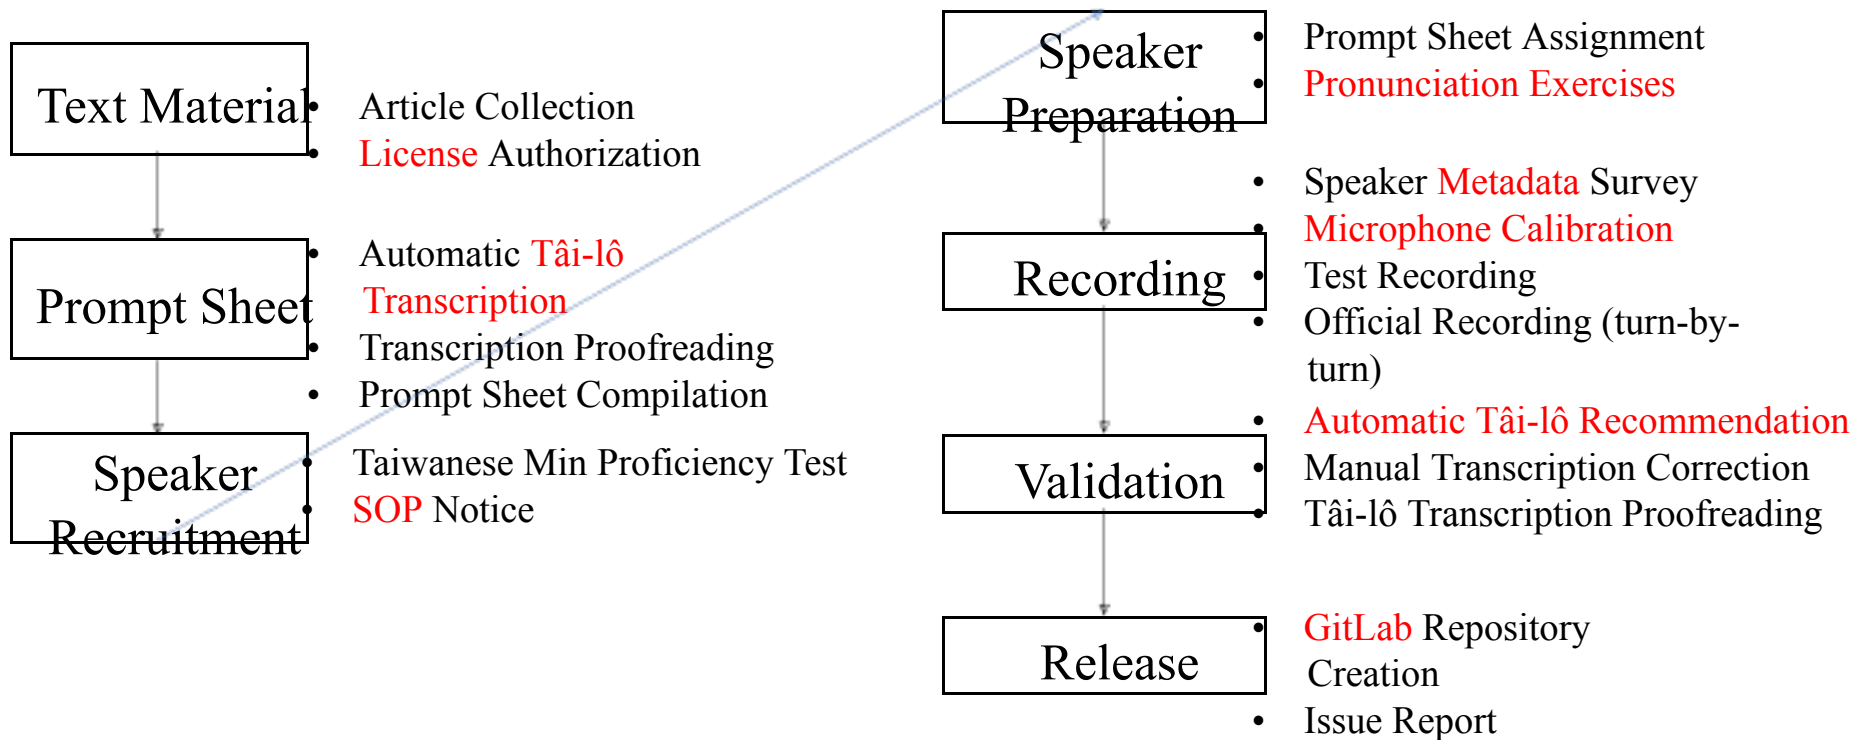 Text Material
• Article Collection
• License Authorization
Prompt Sheet
• Automatic Tâi-lô
Transcription
• Transcription Proofreading
• Prompt Sheet Compilation
Speaker
Recruitment
• Taiwanese Min Proficiency Test
• SOP Notice
Speaker
Preparation
• Prompt Sheet Assignment
• Pronunciation Exercises
Recording
• Speaker Metadata Survey
• Microphone Calibration
• Test Recording
• Official Recording (turn-by-
turn)
Validation
• Automatic Tâi-lô Recommendation
• Manual Transcription Correction
• Tâi-lô Transcription Proofreading
Release
• GitLab Repository
Creation
• Issue Report